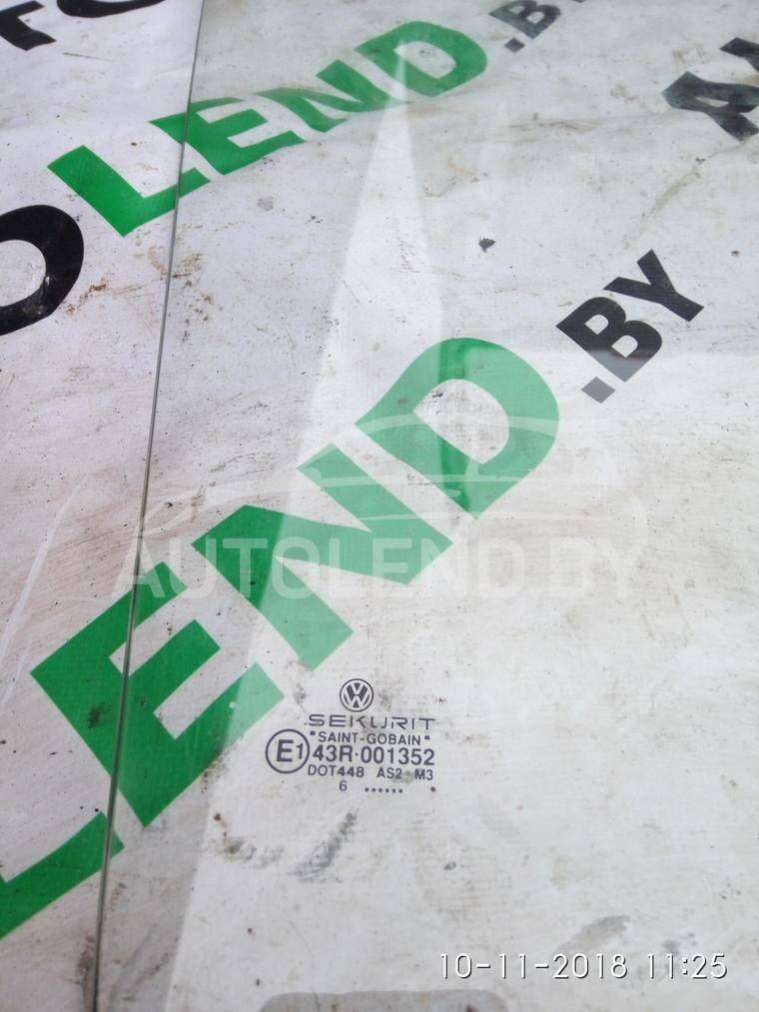 LEND.BY
LEND.BY
AUTOLEND.BY
SEKURIT
"SAINT-GOBAIN"
E1 43R-001352
DOT448 AS2 M3
6 ......
10-11-2018 11:25